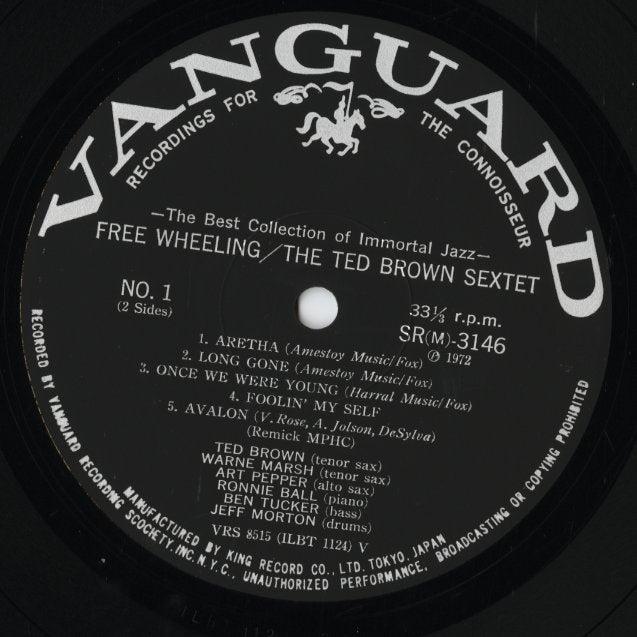 VANGUARD
RECORDINGS FOR THE CONNOISSEUR
—The Best Collection of Immortal Jazz—
FREE WHEELING/THE TED BROWN SEXTET
NO. 1
(2 Sides)
33⅓ r.p.m.
SR(M)-3146
Ⓟ 1972
1. ARETHA (Amestoy Music/Fox)
2. LONG GONE (Amestoy Music/Fox)
3. ONCE WE WERE YOUNG (Harral Music/Fox)
4. FOOLIN' MY SELF
5. AVALON (V. Rose, A. Jolson, DeSylva)
(Remick MPHC)
TED BROWN (tenor sax)
WARNE MARSH (tenor sax)
ART PEPPER (alto sax)
RONNIE BALL (piano)
BEN TUCKER (bass)
JEFF MORTON (drums)
VRS 8515 (ILBT 1124) V
MANUFACTURED BY KING RECORD CO., LTD. TOKYO, JAPAN
RECORDED BY VANGUARD RECORDING SCOCIETY, INC. N.Y.C., UNAUTHORIZED PERFORMANCE, BROADCASTING OR COPYING PROHIBITED